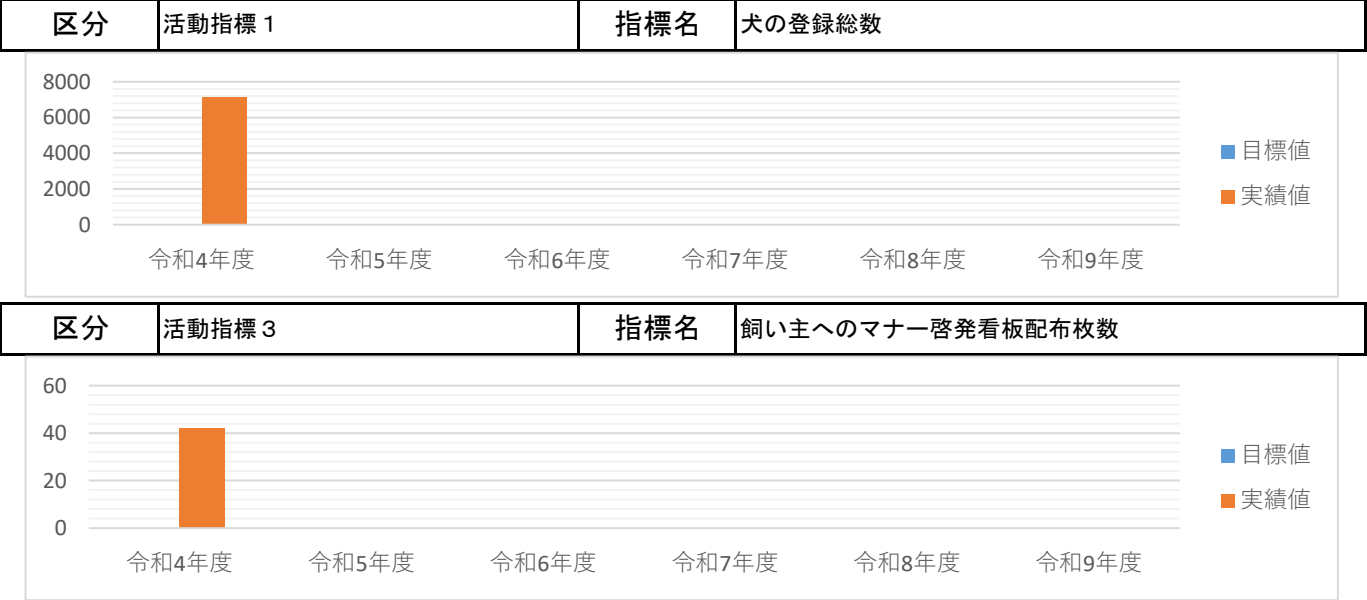 区分 活動指標１ 指標名 犬の登録総数
8000
6000
4000
2000
0
令和4年度 令和5年度 令和6年度 令和7年度 令和8年度 令和9年度
目標値
実績値
区分 活動指標３ 指標名 飼い主へのマナー啓発看板配布枚数
60
40
20
0
令和4年度 令和5年度 令和6年度 令和7年度 令和8年度 令和9年度
目標値
実績値